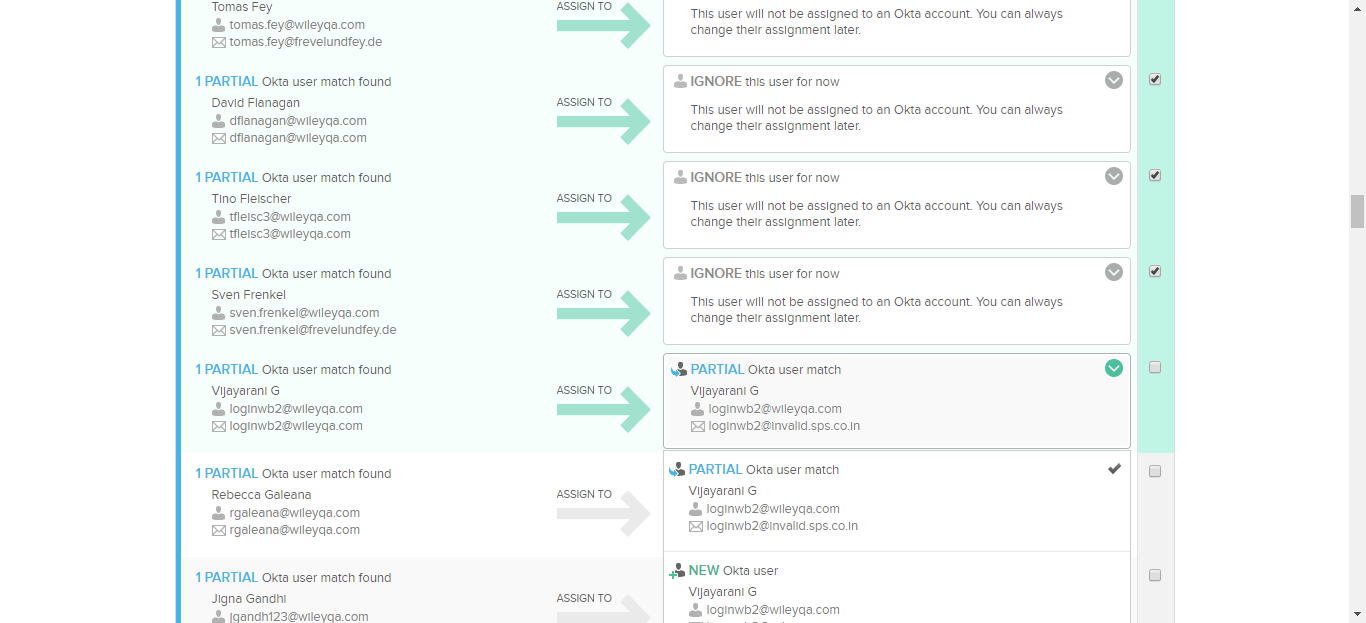 Tomas Fey
tomas.fey@wileyqa.com
tomas.fey@frevelundfey.de
ASSIGN TO
This user will not be assigned to an Okta account. You can always
change their assignment later.
1 PARTIAL Okta user match found
David Flanagan
dflanagan@wileyqa.com
dflanagan@wileyqa.com
ASSIGN TO
IGNORE this user for now
This user will not be assigned to an Okta account. You can always
change their assignment later.
1 PARTIAL Okta user match found
Tino Fleischer
tfleisc3@wileyqa.com
tfleisc3@wileyqa.com
ASSIGN TO
IGNORE this user for now
This user will not be assigned to an Okta account. You can always
change their assignment later.
1 PARTIAL Okta user match found
Sven Frenkel
sven.frenkel@wileyqa.com
sven.frenkel@frevelundfey.de
ASSIGN TO
IGNORE this user for now
This user will not be assigned to an Okta account. You can always
change their assignment later.
1 PARTIAL Okta user match found
Vijayarani G
loginwb2@wileyqa.com
loginwb2@wileyqa.com
ASSIGN TO
PARTIAL Okta user match
Vijayarani G
loginwb2@wileyqa.com
loginwb2@invalid.sps.co.in
1 PARTIAL Okta user match found
Rebecca Galeana
rgaleana@wileyqa.com
rgaleana@wileyqa.com
ASSIGN TO
PARTIAL Okta user match
Vijayarani G
loginwb2@wileyqa.com
loginwb2@invalid.sps.co.in
1 PARTIAL Okta user match found
Jigna Gandhi
jgandh123@wileyqa.com
ASSIGN TO
NEW Okta user
Vijayarani G
loginwb2@wileyqa.com